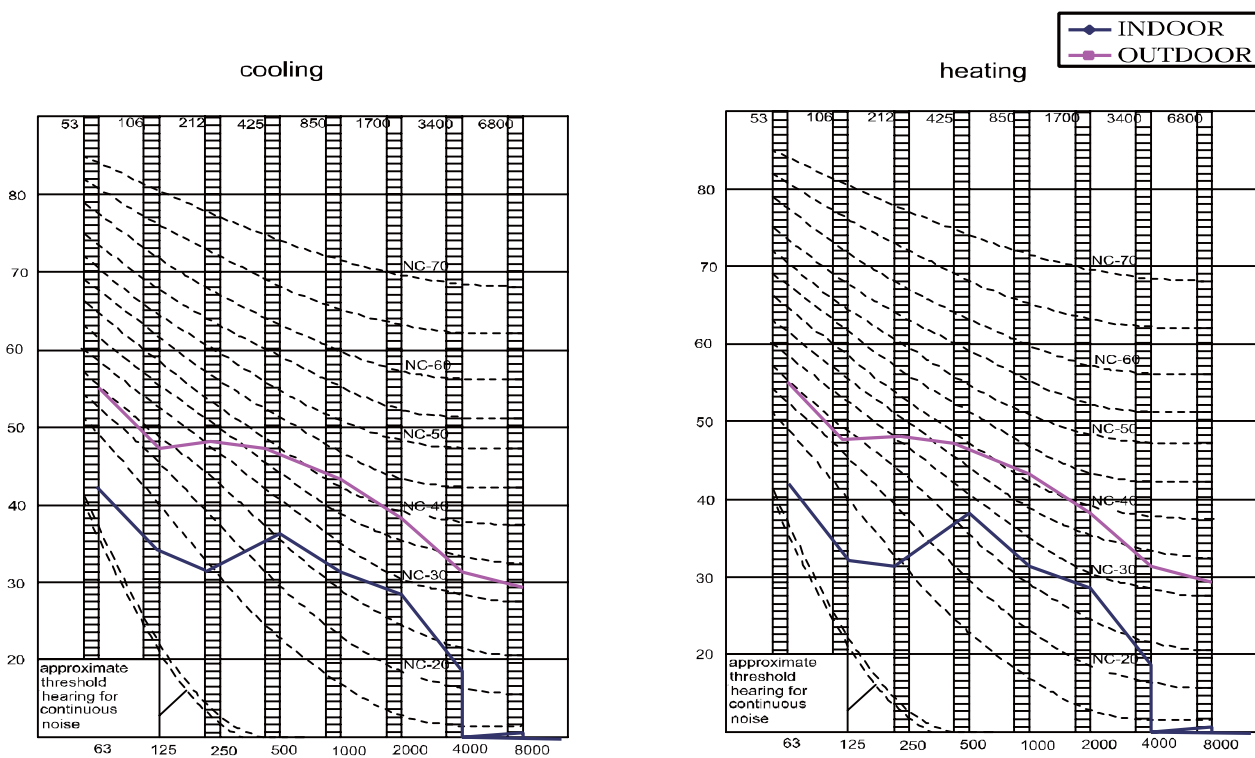 INDOOR
OUTDOOR
cooling
53 106 212 425 850 1700 3400 6800
80
70
60
50
40
30
20
NC-70
NC-60
NC-50
NC-40
NC-30
NC-20
approximate
threshold
hearing for
continuous
noise
63 125 250 500 1000 2000 4000 8000
heating
53 106 212 425 850 1700 3400 6800
80
70
60
50
40
30
20
NC-70
NC-60
NC-50
NC-40
NC-30
NC-20
approximate
threshold
hearing for
continuous
noise
63 125 250 500 1000 2000 4000 8000